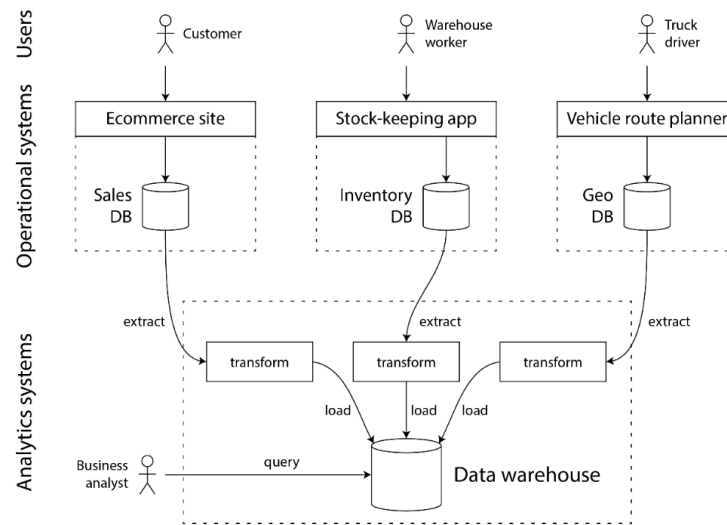 Users
Customer
Warehouse
worker
Truck
driver
Operational systems
Ecommerce site
Stock-keeping app
Vehicle route planner
Sales
DB
Inventory
DB
Geo
DB
extract
extract
extract
Analytics systems
transform
transform
transform
load
load
load
Business
analyst
query
Data warehouse